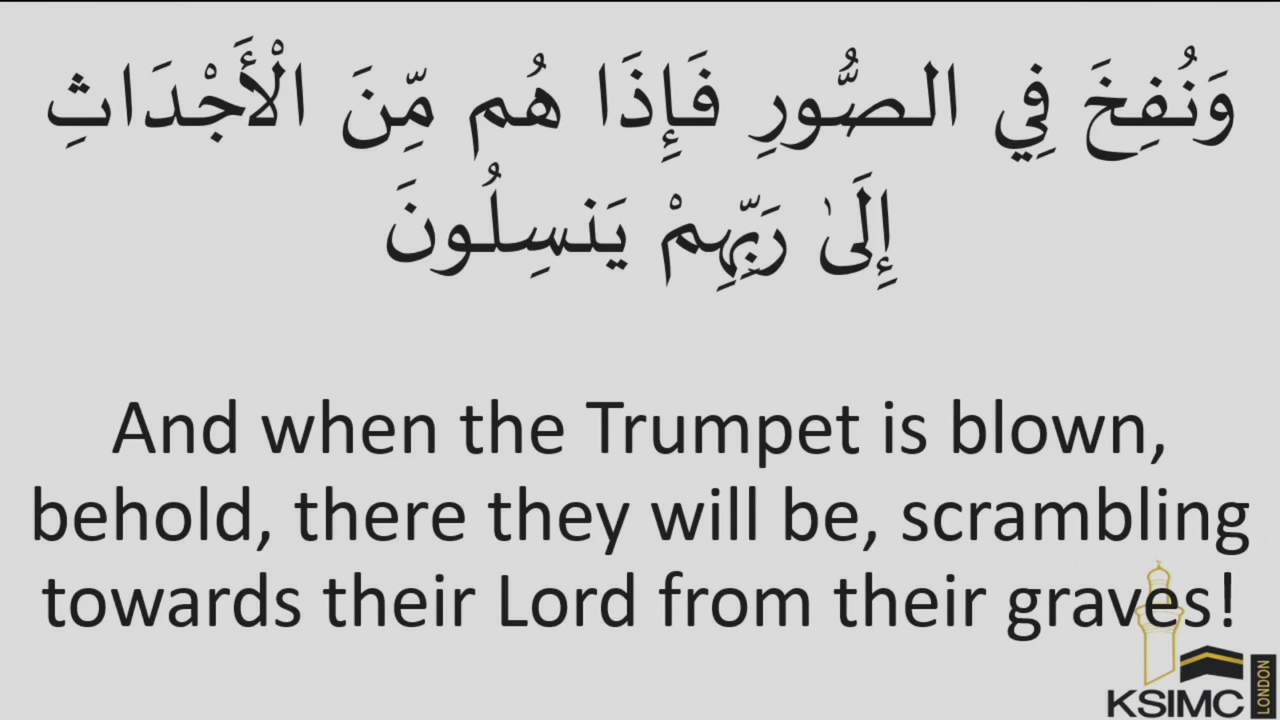 وَنُفِخَ فِي الصُّورِ فَإِذَا هُم مِّنَ الْأَجْدَاثِ
إِلَىٰ رَبِّهِمْ يَنسِلُونَ
And when the Trumpet is blown,
behold, there they will be, scrambling
towards their Lord from their graves!
KSIMC LONDON